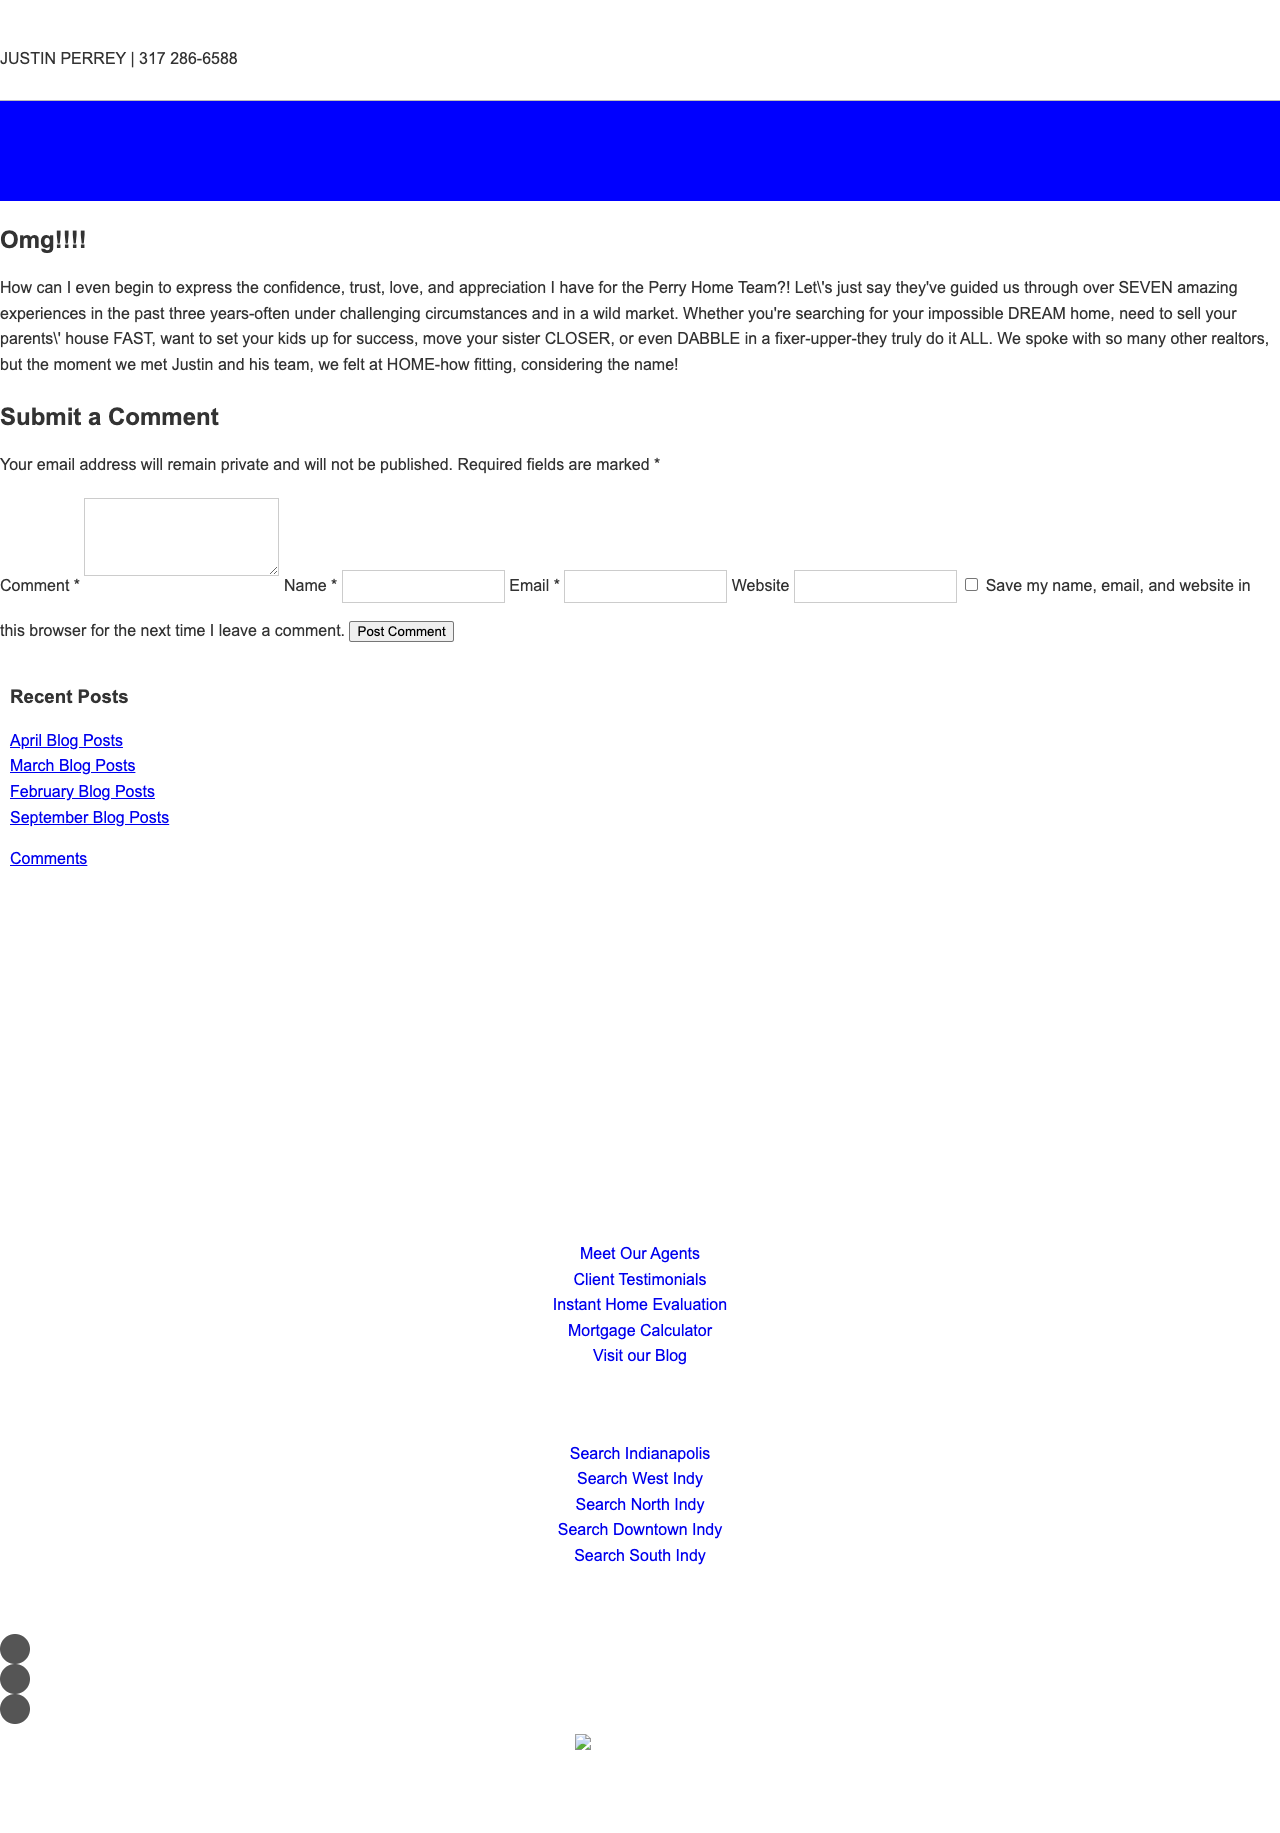 JUSTIN PERREY | 317 286-6588
Omg!!!!
How can I even begin to express the confidence, trust, love, and appreciation I have for the Perry Home Team?! Let\'s just say they've guided us through over SEVEN amazing
experiences in the past three years-often under challenging circumstances and in a wild market. Whether you're searching for your impossible DREAM home, need to sell your
parents\' house FAST, want to set your kids up for success, move your sister CLOSER, or even DABBLE in a fixer-upper-they truly do it ALL. We spoke with so many other realtors,
but the moment we met Justin and his team, we felt at HOME-how fitting, considering the name!
Submit a Comment
Your email address will remain private and will not be published. Required fields are marked *
Comment * Name * Email * Website Save my name, email, and website in
this browser for the next time I leave a comment. Post Comment
Recent Posts
April Blog Posts
March Blog Posts
February Blog Posts
September Blog Posts
Comments
Meet Our Agents
Client Testimonials
Instant Home Evaluation
Mortgage Calculator
Visit our Blog
Search Indianapolis
Search West Indy
Search North Indy
Search Downtown Indy
Search South Indy